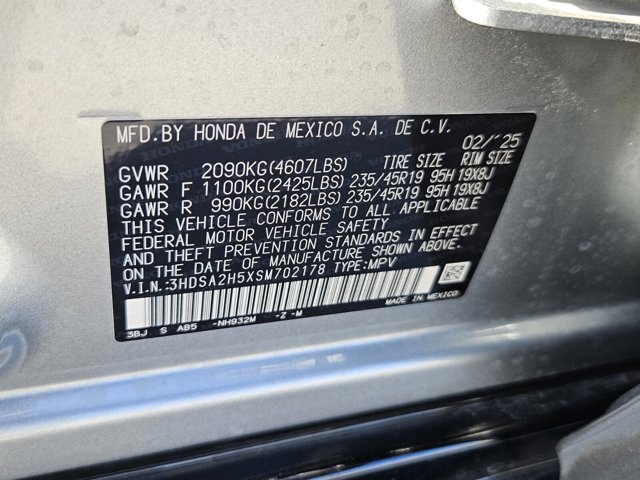 MFD.BY HONDA DE MEXICO S.A. DE C.V.
02/'25
GVWR 2090KG(4607LBS) TIRE SIZE RIM SIZE
GAWR F 1100KG(2425LBS) 235/45R19 95H 19X8J
GAWR R 990KG(2182LBS) 235/45R19 95H 19X8J
THIS VEHICLE CONFORMS TO ALL APPLICABLE
FEDERAL MOTOR VEHICLE SAFETY
AND THEFT PREVENTION STANDARDS IN EFFECT
ON THE DATE OF MANUFACTURE SHOWN ABOVE.
V.I.N.:3HDSA2H5XSM702178 TYPE:MPV
MADE IN MEXICO
3BJ S AB5 -NH932M -Z -M